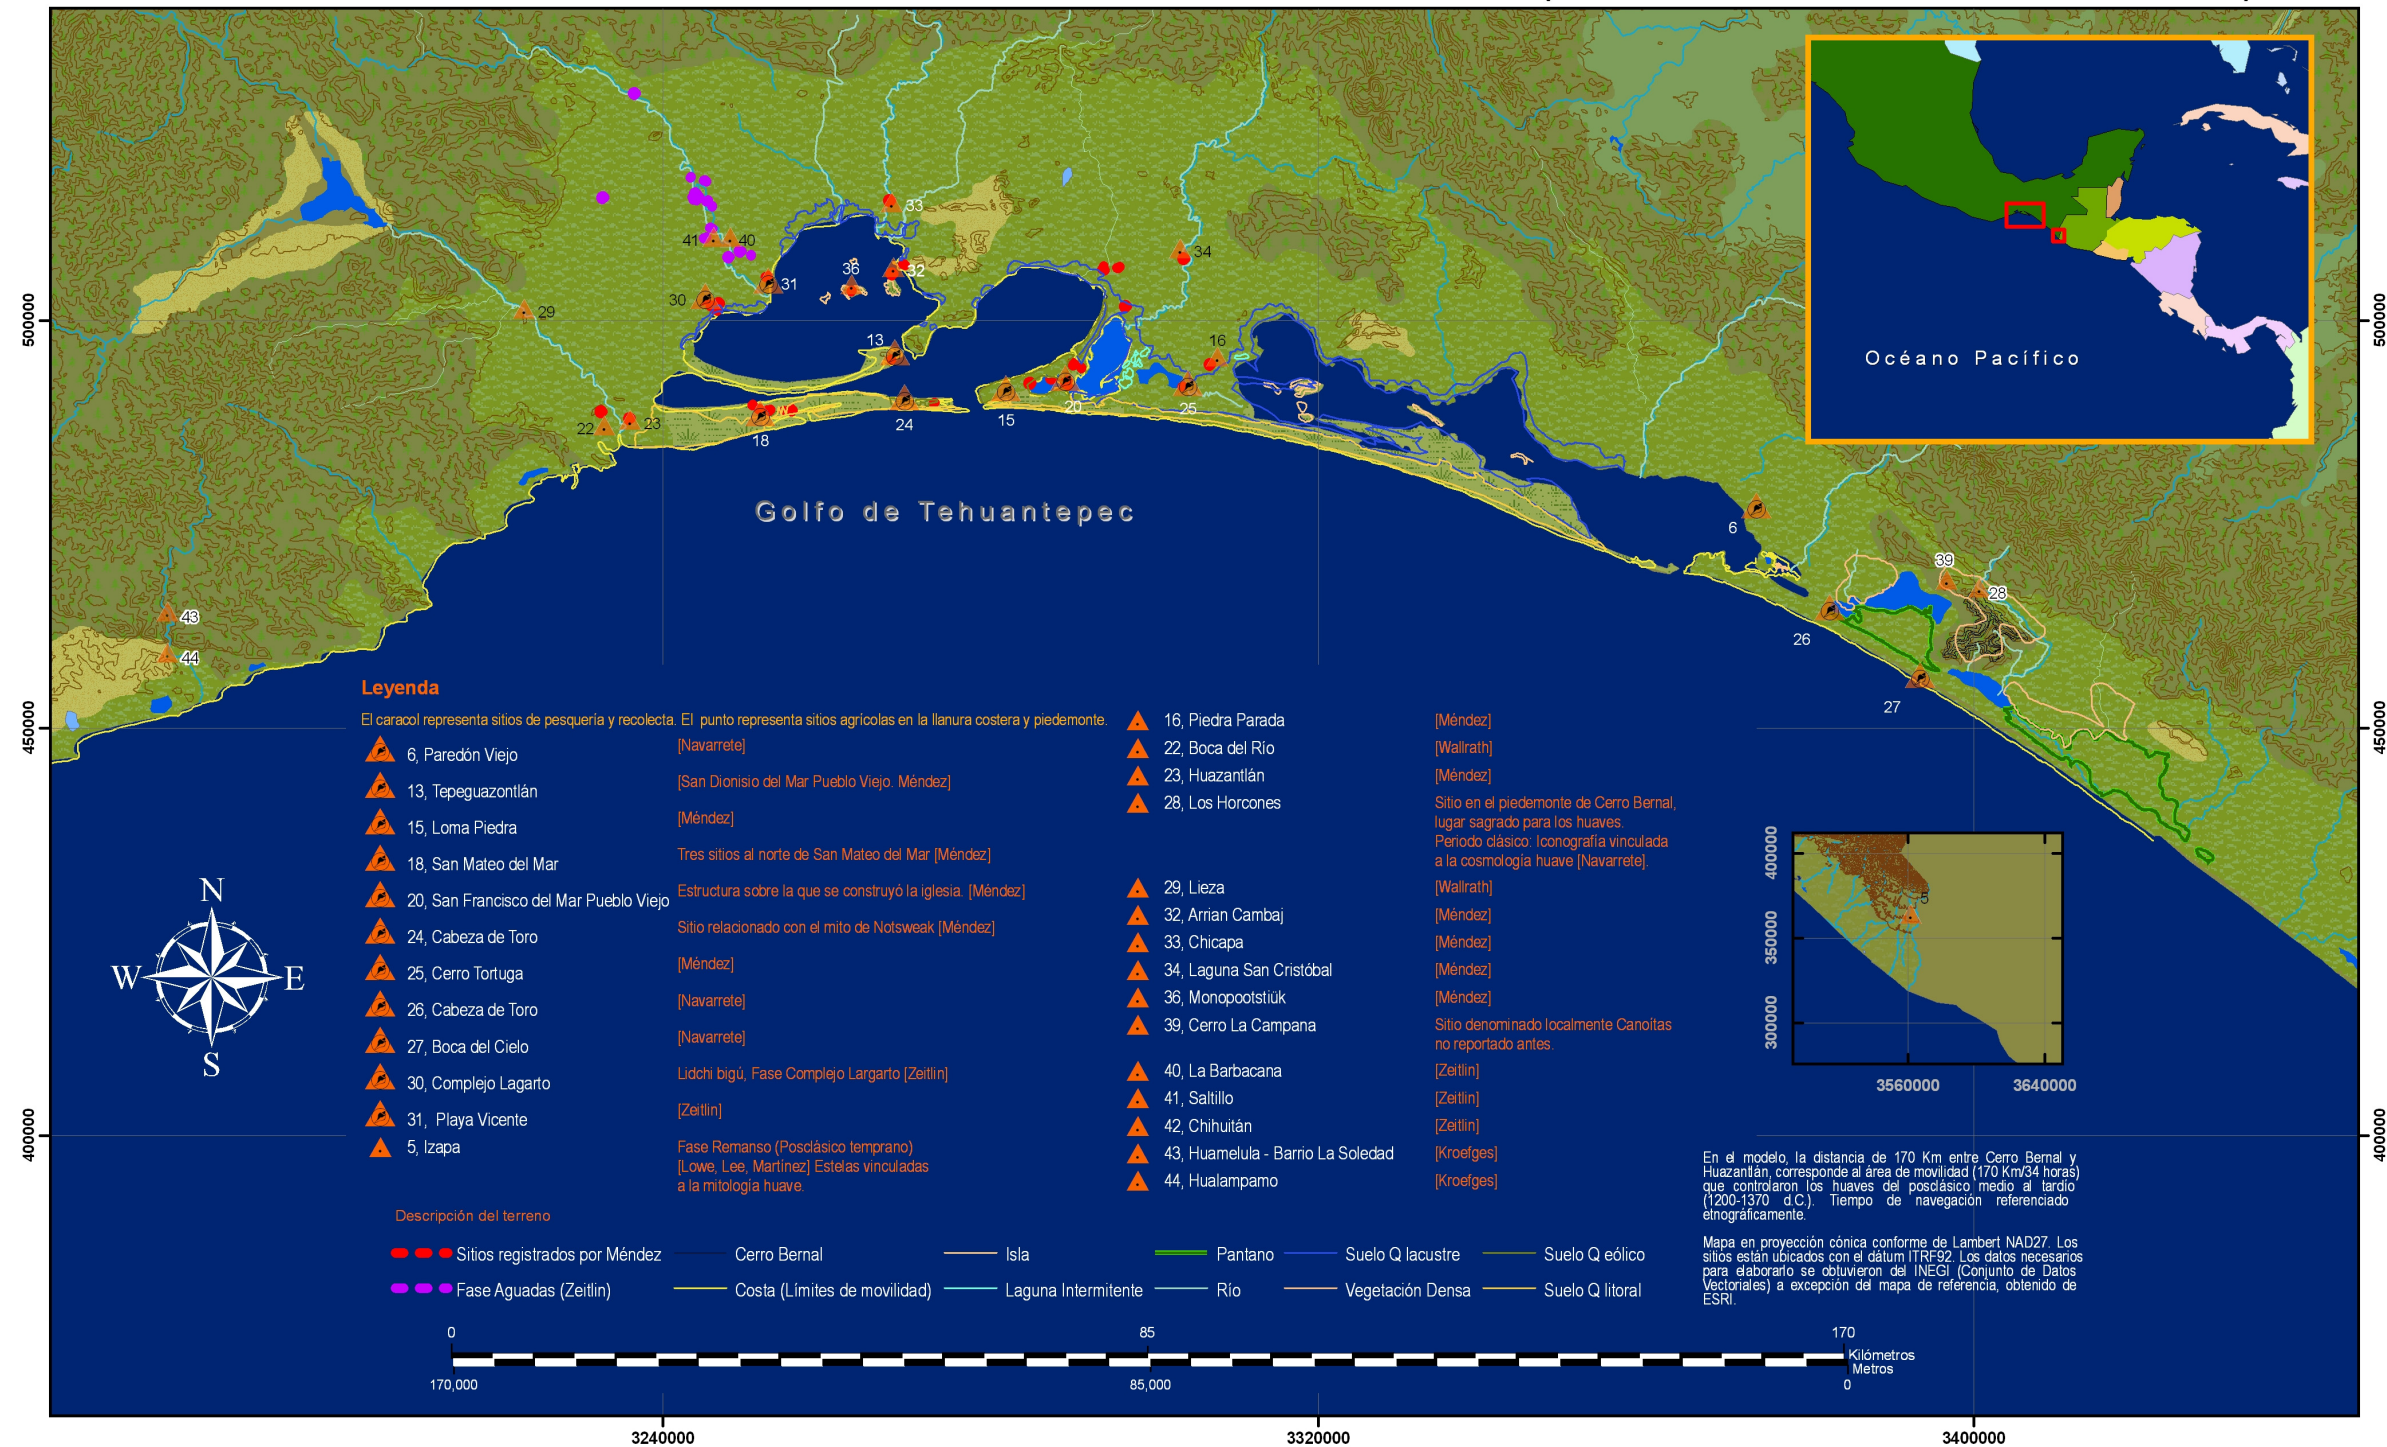 Océano Pacífico
33
41
40
34
36
32
31
30
29
13
16
22
23
18
24
15
20
25
Golfo de Tehuantepec
6
39
28
26
27
43
44
500000
450000
400000
500000
450000
400000
Leyenda
El caracol representa sitios de pesquería y recolecta. El punto representa sitios agrícolas en la llanura costera y piedemonte.
6, Paredón Viejo [Navarrete]
13, Tepeguazontlán [San Dionisio del Mar Pueblo Viejo. Méndez]
15, Loma Piedra [Méndez]
18, San Mateo del Mar Tres sitios al norte de San Mateo del Mar [Méndez]
20, San Francisco del Mar Pueblo Viejo Estructura sobre la que se construyó la iglesia. [Méndez]
24, Cabeza de Toro Sitio relacionado con el mito de Notsweak [Méndez]
25, Cerro Tortuga [Méndez]
26, Cabeza de Toro [Navarrete]
27, Boca del Cielo [Navarrete]
30, Complejo Lagarto Lidchi bigú, Fase Complejo Largarto [Zeitlin]
31, Playa Vicente [Zeitlin]
5, Izapa Fase Remanso (Posclásico temprano)
[Lowe, Lee, Martínez] Estelas vinculadas
a la mitología huave.
16, Piedra Parada [Méndez]
22, Boca del Río [Wallrath]
23, Huazantlán [Méndez]
28, Los Horcones Sitio en el piedemonte de Cerro Bernal,
lugar sagrado para los huaves.
Periodo clásico: Iconografía vinculada
a la cosmología huave [Navarrete].
29, Lieza [Wallrath]
32, Arrian Cambaj [Méndez]
33, Chicapa [Méndez]
34, Laguna San Cristóbal [Méndez]
36, Monopootstiük [Méndez]
39, Cerro La Campana Sitio denominado localmente Canoítas
no reportado antes.
40, La Barbacana [Zeitlin]
41, Saltillo [Zeitlin]
42, Chihuitán [Zeitlin]
43, Huamelula - Barrio La Soledad [Kroefges]
44, Hualampamo [Kroefges]
N
W E
S
400000
350000
300000
5
3560000 3640000
En el modelo, la distancia de 170 Km entre Cerro Bernal y
Huazantlán, corresponde al área de movilidad (170 Km/34 horas)
que controlaron los huaves del posclásico medio al tardío
(1200-1370 d.C.). Tiempo de navegación referenciado
etnográficamente.
Mapa en proyección cónica conforme de Lambert NAD27. Los
sitios están ubicados con el dátum ITRF92. Los datos necesarios
para elaborarlo se obtuvieron del INEGI (Conjunto de Datos
Vectoriales) a excepción del mapa de referencia, obtenido de
ESRI.
Descripción del terreno
Sitios registrados por Méndez Cerro Bernal Isla Pantano Suelo Q lacustre Suelo Q eólico
Fase Aguadas (Zeitlin) Costa (Límites de movilidad) Laguna Intermitente Río Vegetación Densa Suelo Q litoral
0 85 170
Kilómetros
Metros
170,000 85,000 0
3240000 3320000 3400000